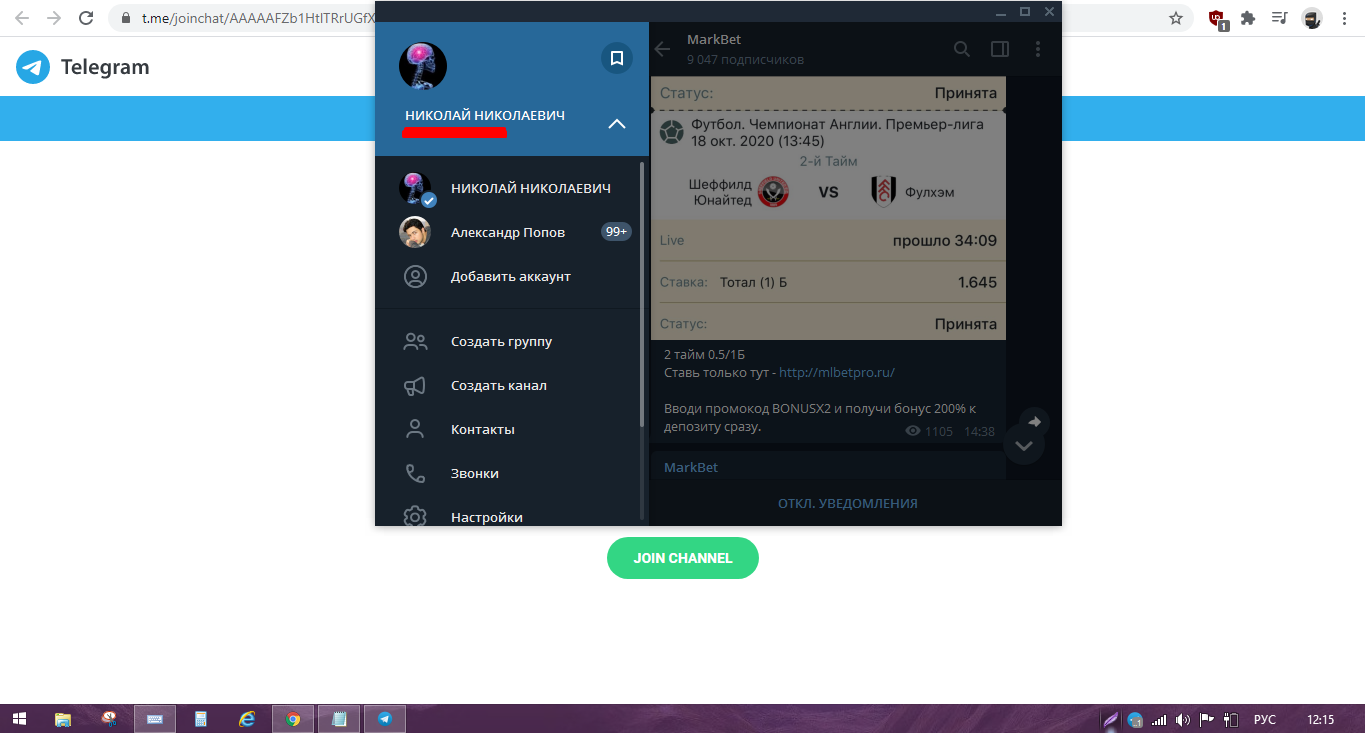 t.me/joinchat/AAAAAFZb1HtlTRrUGfX
1
Telegram
НИКОЛАЙ НИКОЛАЕВИЧ
НИКОЛАЙ НИКОЛАЕВИЧ
Александр Попов 99+
Добавить аккаунт
Создать группу
Создать канал
Контакты
Звонки
Настройки
MarkBet
9 047 подписчиков
Статус: Принята
Футбол. Чемпионат Англии. Премьер-лига
18 окт. 2020 (13:45)
2-й Тайм
Шеффилд
Юнайтед
VS
Фулхэм
Live прошло 34:09
Ставка: Тотал (1) Б 1.645
Статус: Принята
2 тайм 0.5/1Б
Ставь только тут - http://mlbetpro.ru/
Вводи промокод BONUSX2 и получи бонус 200% к
депозиту сразу.
1105 14:38
MarkBet
ОТКЛ. УВЕДОМЛЕНИЯ
JOIN CHANNEL
РУС 12:15